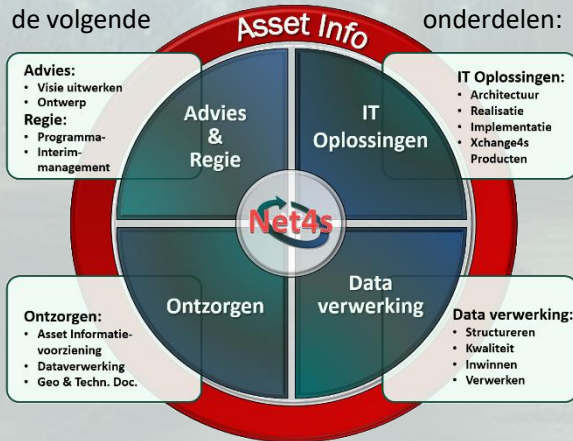 de volgende onderdelen:
Asset Info
Advies:
• Visie uitwerken
• Ontwerp
Regie:
• Programma-
• Interim-
management
IT Oplossingen:
• Architectuur
• Realisatie
• Implementatie
• Xchange4s
Producten
Advies
&
Regie
IT
Oplossingen
Net4s
Ontzorgen
Data
verwerking
Ontzorgen:
• Asset Informatie-
voorziening
• Dataverwerking
• Geo & Techn. Doc.
Data verwerking:
• Structureren
• Kwaliteit
• Inwinnen
• Verwerken